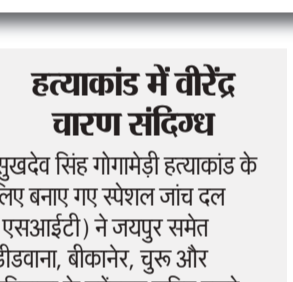 हत्याकांड में वीरेंद्र
चारण संदिग्ध
सुखदेव सिंह गोगामेड़ी हत्याकांड के
लिए बनाए गए स्पेशल जांच दल
एसआईटी) ने जयपुर समेत
डीडवाना, बीकानेर, चुरू और